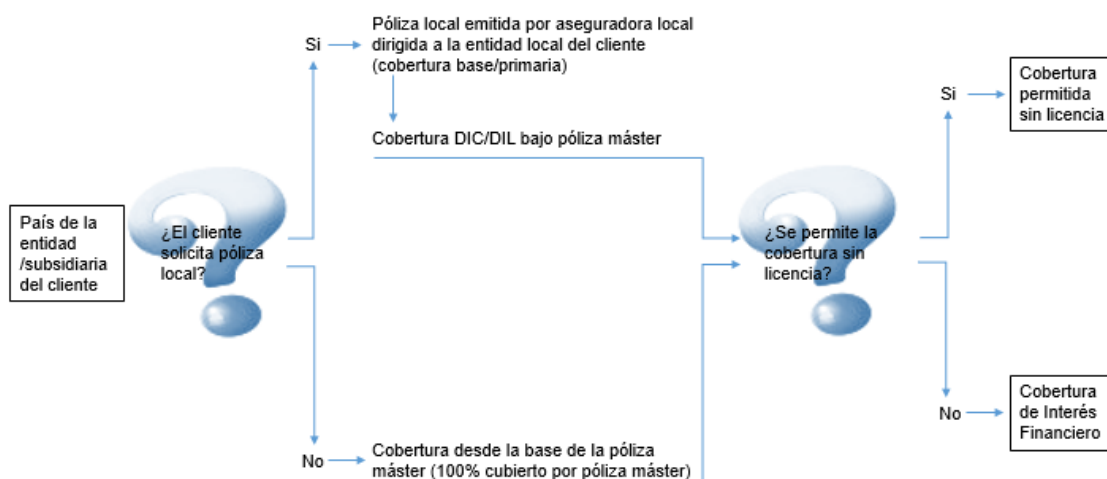 País de la
entidad
/subsidiaria
del cliente
¿El cliente
solicita póliza
local?
Si
Póliza local emitida por aseguradora local
dirigida a la entidad local del cliente
(cobertura base/primaria)
Cobertura DIC/DIL bajo póliza máster
No
Cobertura desde la base de la póliza
máster (100% cubierto por póliza máster)
¿Se permite la
cobertura sin
licencia?
Si
Cobertura
permitida
sin licencia
No
Cobertura
de Interés
Financiero